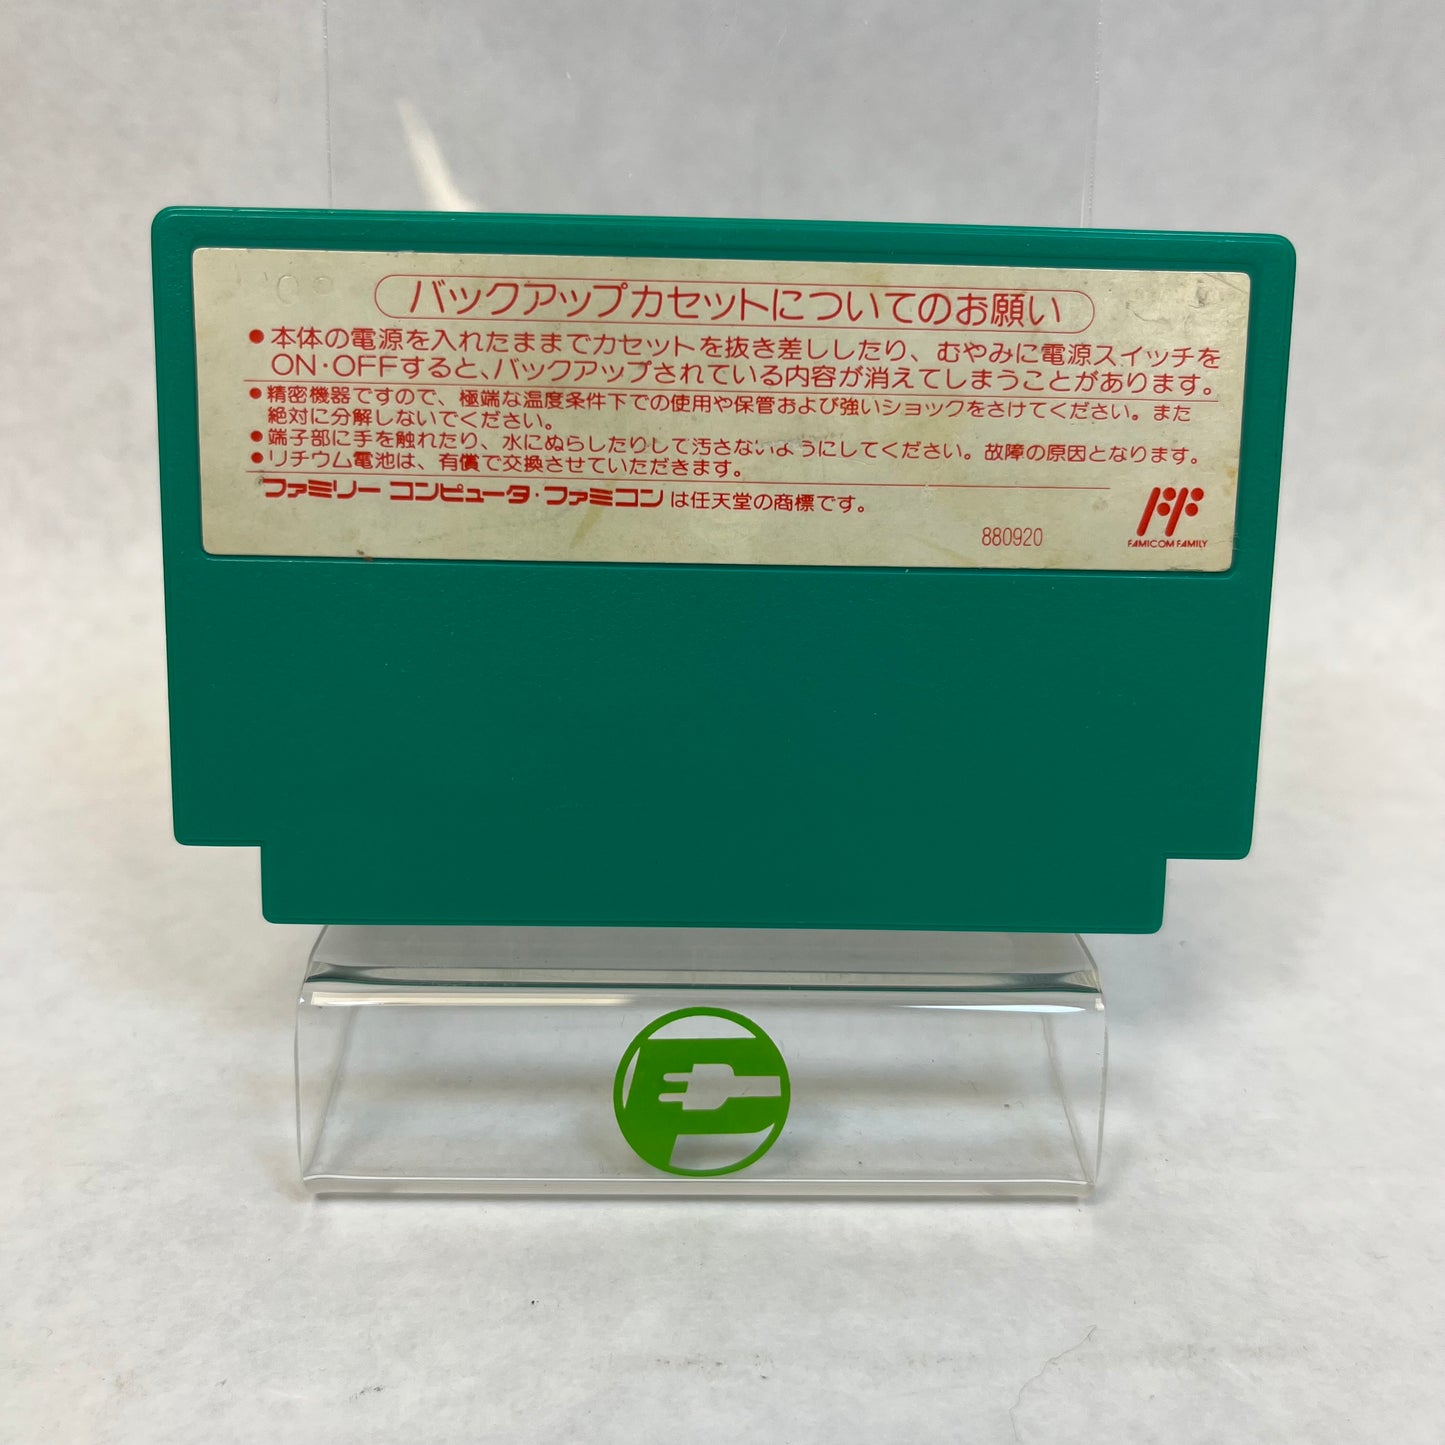 バックアップカセットについてのお願い
●本体の電源を入れたままでカセットを抜き差ししたり、むやみに電源スイッチを
ON・OFFすると、バックアップされている内容が消えてしまうことがあります。
●精密機器ですので、極端な温度条件下での使用や保管および強いショックをさけてください。また
絶対に分解しないでください。
●端子部に手を触れたり、水にぬらしたりして汚さないようにしてください。故障の原因となります。
●リチウム電池は、有償で交換させていただきます。
ファミリー コンピュータ・ファミコン は任天堂の商標です。
880920
FAMICOM FAMILY